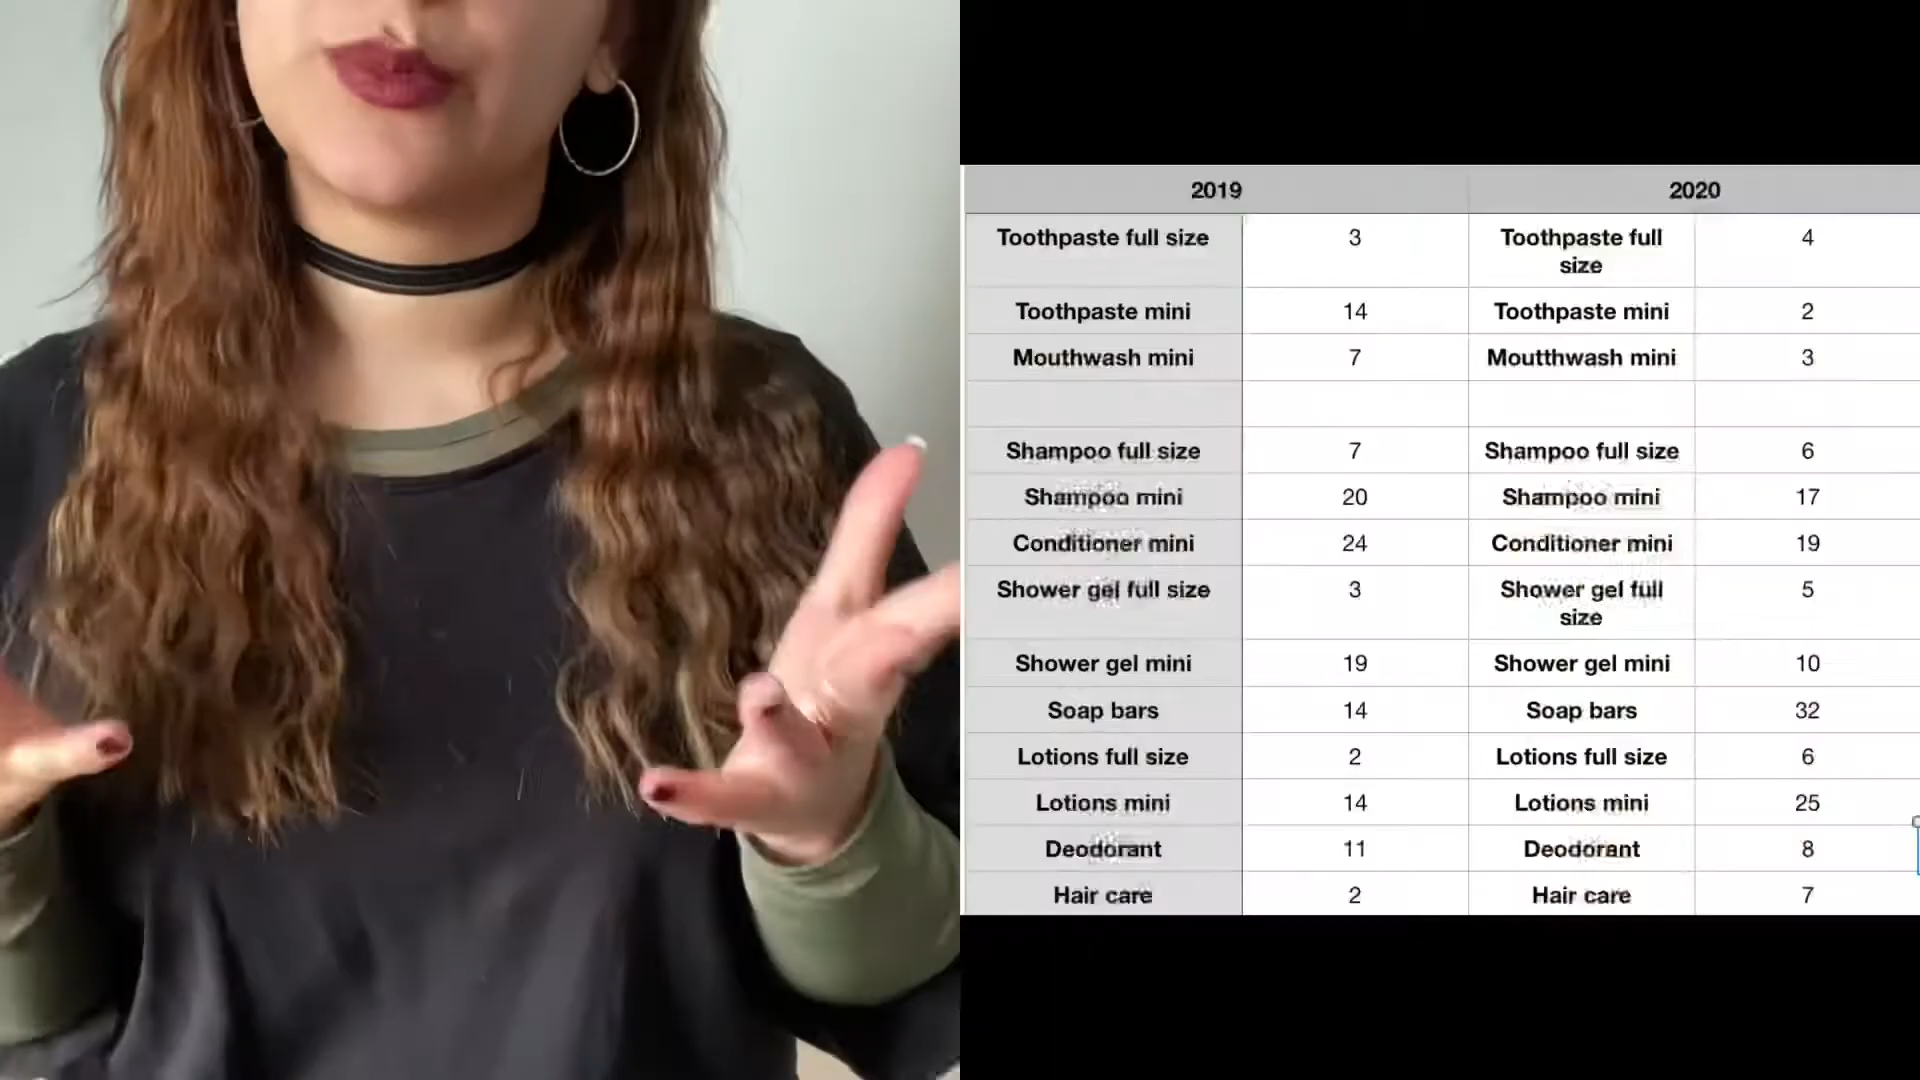 2019 2020
Toothpaste full size 3 Toothpaste full 4
size
Toothpaste mini 14 Toothpaste mini 2
Mouthwash mini 7 Moutthwash mini 3
Shampoo full size 7 Shampoo full size 6
Shampoo mini 20 Shampoo mini 17
Conditioner mini 24 Conditioner mini 19
Shower gel full size 3 Shower gel full 5
size
Shower gel mini 19 Shower gel mini 10
Soap bars 14 Soap bars 32
Lotions full size 2 Lotions full size 6
Lotions mini 14 Lotions mini 25
Deodorant 11 Deodorant 8
Hair care 2 Hair care 7